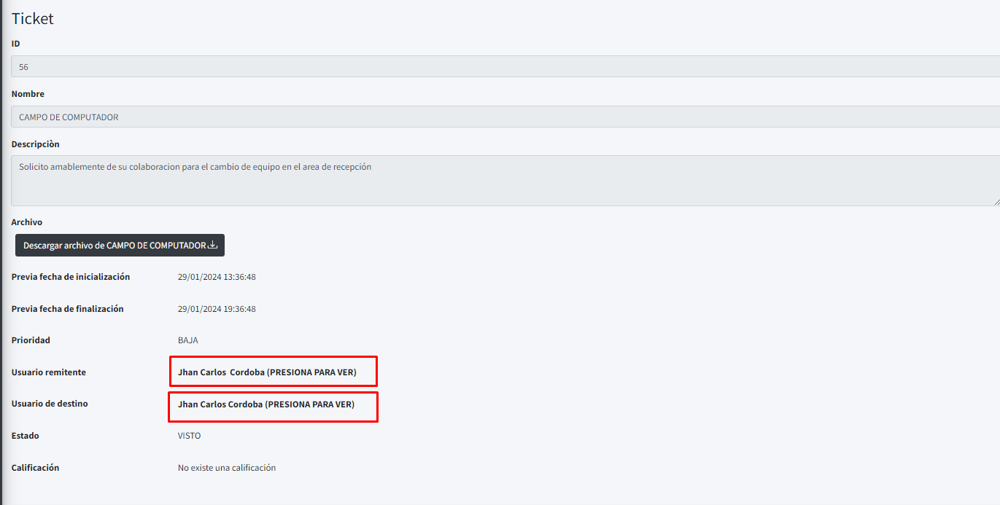 Ticket
ID
56
Nombre
CAMPO DE COMPUTADOR
Descripciòn
Solicito amablemente de su colaboracion para el cambio de equipo en el area de recepción
Archivo
Descargar archivo de CAMPO DE COMPUTADOR
Previa fecha de inicialización 29/01/2024 13:36:48
Previa fecha de finalización 29/01/2024 19:36:48
Prioridad BAJA
Usuario remitente Jhan Carlos  Cordoba (PRESIONA PARA VER)
Usuario de destino Jhan Carlos Cordoba (PRESIONA PARA VER)
Estado VISTO
Calificación No existe una calificación